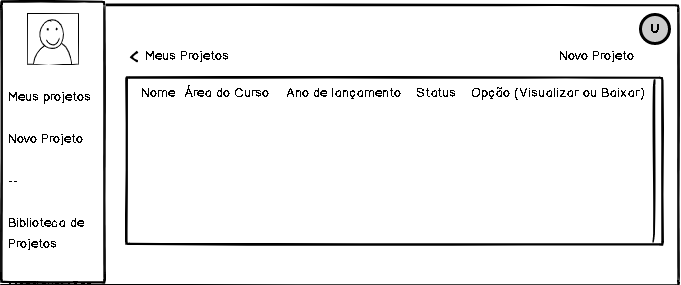 U
Meus Projetos
Novo Projeto
Nome Área do Curso Ano de lançamento Status Opção (Visualizar ou Baixar)
Meus projetos
Novo Projeto
--
Biblioteca de
Projetos